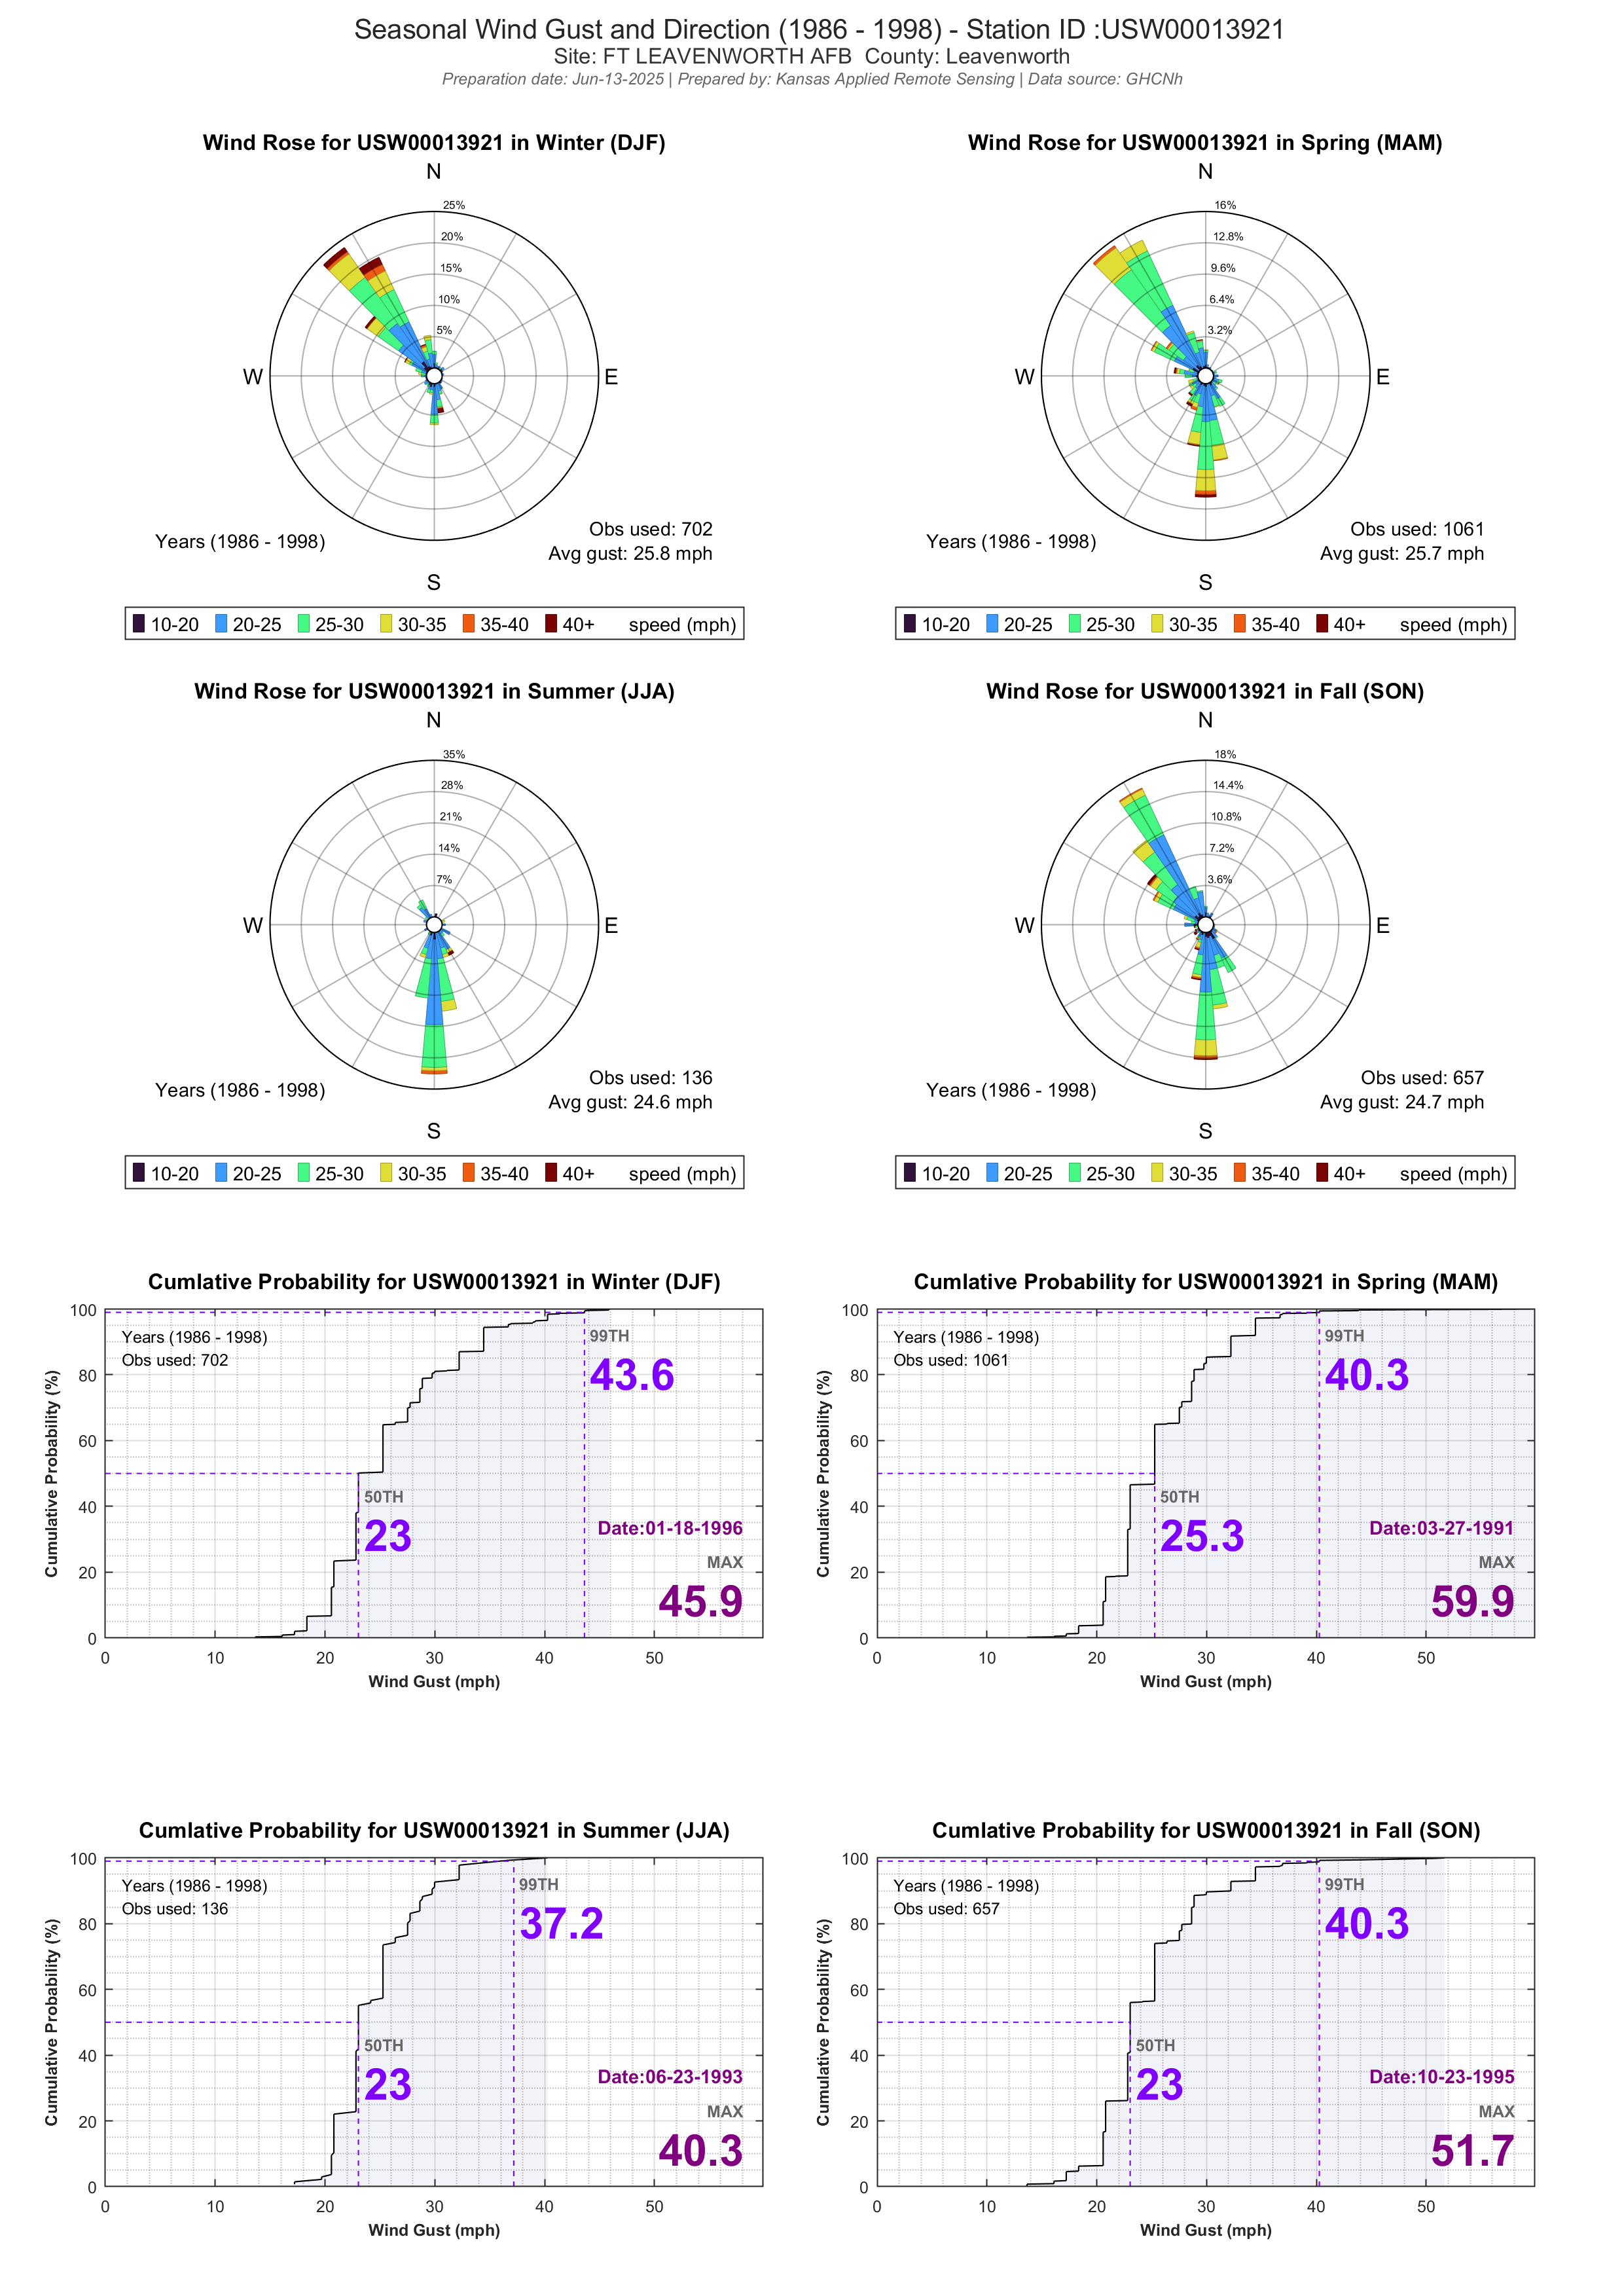 Seasonal Wind Gust and Direction (1986 - 1998) - Station ID :USW00013921
Site: FT LEAVENWORTH AFB  County: Leavenworth
Preparation date: Jun-13-2025 | Prepared by: Kansas Applied Remote Sensing | Data source: GHCNh
Wind Rose for USW00013921 in Winter (DJF)
N
25%
20%
15%
10%
5%
W
E
Years (1986 - 1998)
Obs used: 702
Avg gust: 25.8 mph
S
10-20 20-25 25-30 30-35 35-40 40+ speed (mph)
Wind Rose for USW00013921 in Spring (MAM)
N
16%
12.8%
9.6%
6.4%
3.2%
W
E
Years (1986 - 1998)
Obs used: 1061
Avg gust: 25.7 mph
S
10-20 20-25 25-30 30-35 35-40 40+ speed (mph)
Wind Rose for USW00013921 in Summer (JJA)
N
35%
28%
21%
14%
7%
W
E
Years (1986 - 1998)
Obs used: 136
Avg gust: 24.6 mph
S
10-20 20-25 25-30 30-35 35-40 40+ speed (mph)
Wind Rose for USW00013921 in Fall (SON)
N
18%
14.4%
10.8%
7.2%
3.6%
W
E
Years (1986 - 1998)
Obs used: 657
Avg gust: 24.7 mph
S
10-20 20-25 25-30 30-35 35-40 40+ speed (mph)
Cumlative Probability for USW00013921 in Winter (DJF)
Cumulative Probability (%)
100
80
60
40
20
0
Years (1986 - 1998)
Obs used: 702
99TH
43.6
50TH
23
Date:01-18-1996
MAX
45.9
0 10 20 30 40 50
Wind Gust (mph)
Cumlative Probability for USW00013921 in Spring (MAM)
Cumulative Probability (%)
100
80
60
40
20
0
Years (1986 - 1998)
Obs used: 1061
99TH
40.3
50TH
25.3
Date:03-27-1991
MAX
59.9
0 10 20 30 40 50
Wind Gust (mph)
Cumlative Probability for USW00013921 in Summer (JJA)
Cumulative Probability (%)
100
80
60
40
20
0
Years (1986 - 1998)
Obs used: 136
99TH
37.2
50TH
23
Date:06-23-1993
MAX
40.3
0 10 20 30 40 50
Wind Gust (mph)
Cumlative Probability for USW00013921 in Fall (SON)
Cumulative Probability (%)
100
80
60
40
20
0
Years (1986 - 1998)
Obs used: 657
99TH
40.3
50TH
23
Date:10-23-1995
MAX
51.7
0 10 20 30 40 50
Wind Gust (mph)